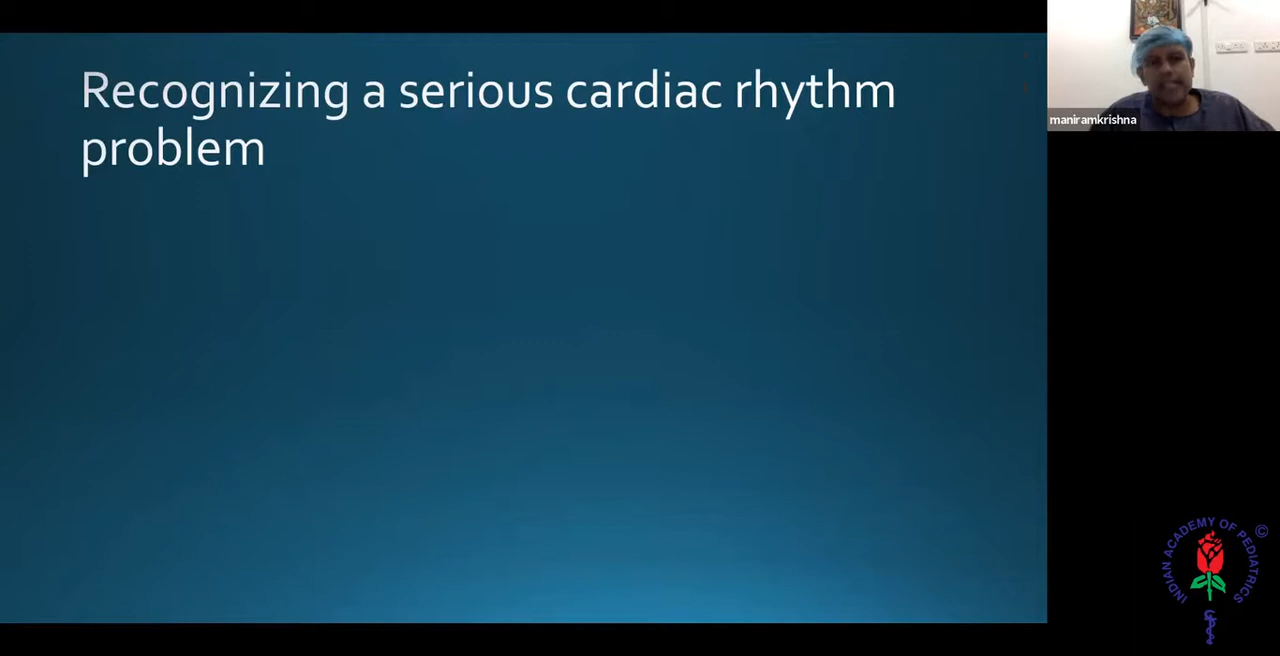 Recognizing a serious cardiac rhythm
problem
maniramkrishna
INDIAN ACADEMY OF PEDIATRICS
©